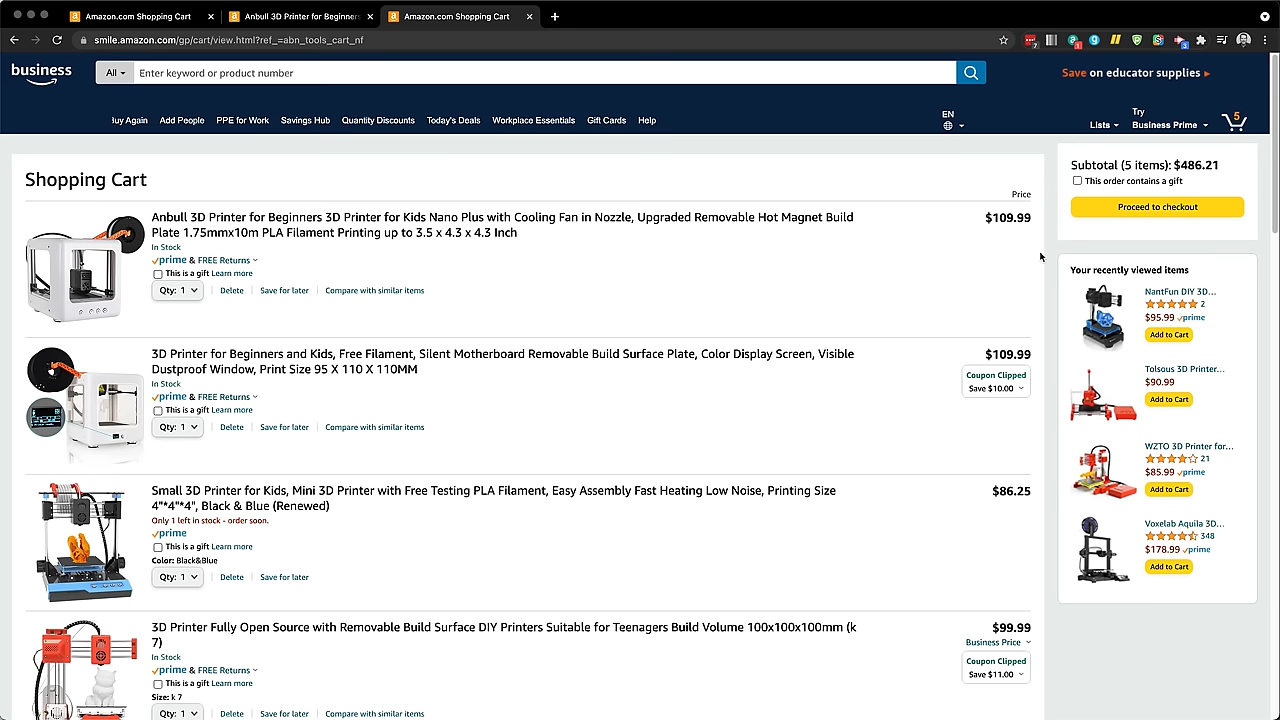 Amazon.com Shopping Cart
Anbull 3D Printer for Beginners
Amazon.com Shopping Cart
smile.amazon.com/gp/cart/view.html?ref_=abn_tools_cart_nf
business
All
Enter keyword or product number
Save on educator supplies
Buy Again
Add People
PPE for Work
Savings Hub
Quantity Discounts
Today's Deals
Workplace Essentials
Gift Cards
Help
EN
Lists
Try
Business Prime
5
Shopping Cart
Price
Anbull 3D Printer for Beginners 3D Printer for Kids Nano Plus with Cooling Fan in Nozzle, Upgraded Removable Hot Magnet Build
Plate 1.75mmx10m PLA Filament Printing up to 3.5 x 4.3 x 4.3 Inch
$109.99
In Stock
prime & FREE Returns
This is a gift Learn more
Qty: 1
Delete
Save for later
Compare with similar items
3D Printer for Beginners and Kids, Free Filament, Silent Motherboard Removable Build Surface Plate, Color Display Screen, Visible
Dustproof Window, Print Size 95 X 110 X 110MM
$109.99
Coupon Clipped
Save $10.00
In Stock
prime & FREE Returns
This is a gift Learn more
Qty: 1
Delete
Save for later
Compare with similar items
Small 3D Printer for Kids, Mini 3D Printer with Free Testing PLA Filament, Easy Assembly Fast Heating Low Noise, Printing Size
4"*4"*4", Black & Blue (Renewed)
$86.25
Only 1 left in stock - order soon.
prime
This is a gift Learn more
Color: Black&Blue
Qty: 1
Delete
Save for later
3D Printer Fully Open Source with Removable Build Surface DIY Printers Suitable for Teenagers Build Volume 100x100x100mm (k
7)
$99.99
Business Price
Coupon Clipped
Save $11.00
In Stock
prime & FREE Returns
This is a gift Learn more
Size: k 7
Qty: 1
Delete
Save for later
Compare with similar items
Subtotal (5 items): $486.21
This order contains a gift
Proceed to checkout
Your recently viewed items
NantFun DIY 3D...
2
$95.99 prime
Add to Cart
Tolsous 3D Printer...
$90.99
Add to Cart
WZTO 3D Printer for...
21
$85.99 prime
Add to Cart
Voxelab Aquila 3D...
348
$178.99 prime
Add to Cart